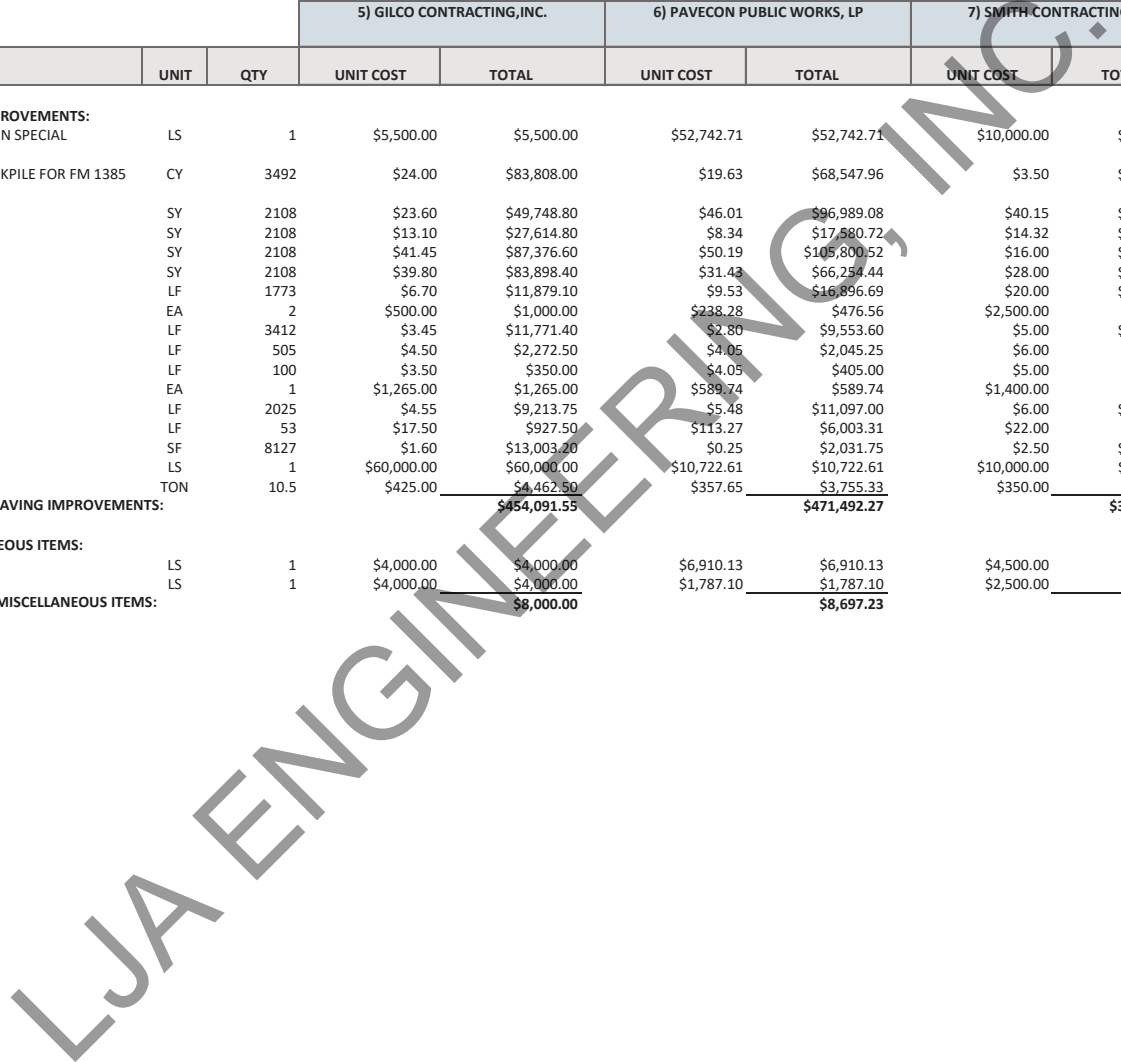 5) GILCO CONTRACTING,INC. 6) PAVECON PUBLIC WORKS, LP 7) SMITH CONTRACTING
UNIT QTY UNIT COST TOTAL UNIT COST TOTAL UNIT COST
ROVEMENTS:
N SPECIAL LS 1 $5,500.00 $5,500.00 $52,742.71 $52,742.71 $10,000.00
KPILE FOR FM 1385 CY 3492 $24.00 $83,808.00 $19.63 $68,547.96 $3.50
SY 2108 $23.60 $49,748.80 $46.01 $96,989.08 $40.15
SY 2108 $13.10 $27,614.80 $8.34 $17,580.72 $14.32
SY 2108 $41.45 $87,376.60 $50.19 $105,800.52 $16.00
SY 2108 $39.80 $83,898.40 $31.43 $66,254.44 $28.00
LF 1773 $6.70 $11,879.10 $9.53 $16,896.69 $20.00
EA 2 $500.00 $1,000.00 $238.28 $476.56 $2,500.00
LF 3412 $3.45 $11,771.40 $2.80 $9,553.60 $5.00
LF 505 $4.50 $2,272.50 $4.05 $2,045.25 $6.00
LF 100 $3.50 $350.00 $4.05 $405.00 $5.00
EA 1 $1,265.00 $1,265.00 $589.74 $589.74 $1,400.00
LF 2025 $4.55 $9,213.75 $5.48 $11,097.00 $6.00
LF 53 $17.50 $927.50 $113.27 $6,003.31 $22.00
SF 8127 $1.60 $13,003.20 $0.25 $2,031.75 $2.50
LS 1 $60,000.00 $60,000.00 $10,722.61 $10,722.61 $10,000.00
TON 10.5 $425.00 $4,462.50 $357.65 $3,755.33 $350.00
AVING IMPROVEMENTS: $454,091.55 $471,492.27
EOUS ITEMS:
LS 1 $4,000.00 $4,000.00 $6,910.13 $6,910.13 $4,500.00
LS 1 $4,000.00 $4,000.00 $1,787.10 $1,787.10 $2,500.00
MISCELLANEOUS ITEMS: $8,000.00 $8,697.23
LJA ENGINEERING, INC.